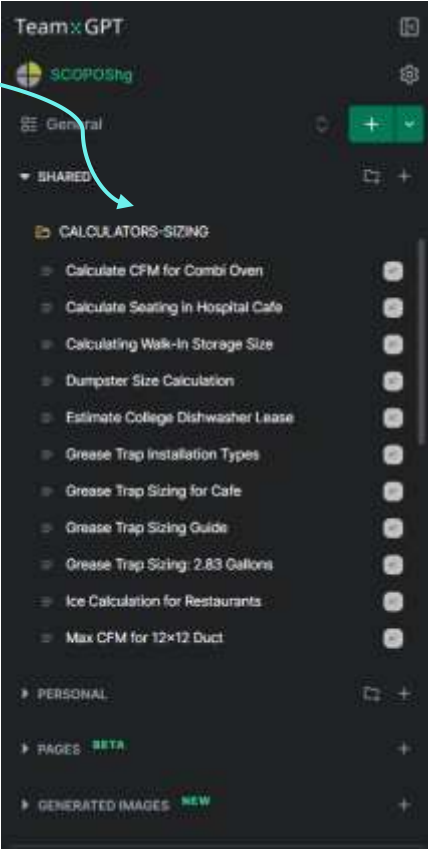 Team×GPT
SCOPOShg
General
SHARED
CALCULATORS-SIZING
Calculate CFM for Combi Oven
Calculate Seating in Hospital Cafe
Calculating Walk-In Storage Size
Dumpster Size Calculation
Estimate College Dishwasher Lease
Grease Trap Installation Types
Grease Trap Sizing for Cafe
Grease Trap Sizing Guide
Grease Trap Sizing: 2.83 Gallons
Ice Calculation for Restaurants
Max CFM for 12×12 Duct
PERSONAL
PAGES BETA
GENERATED IMAGES NEW